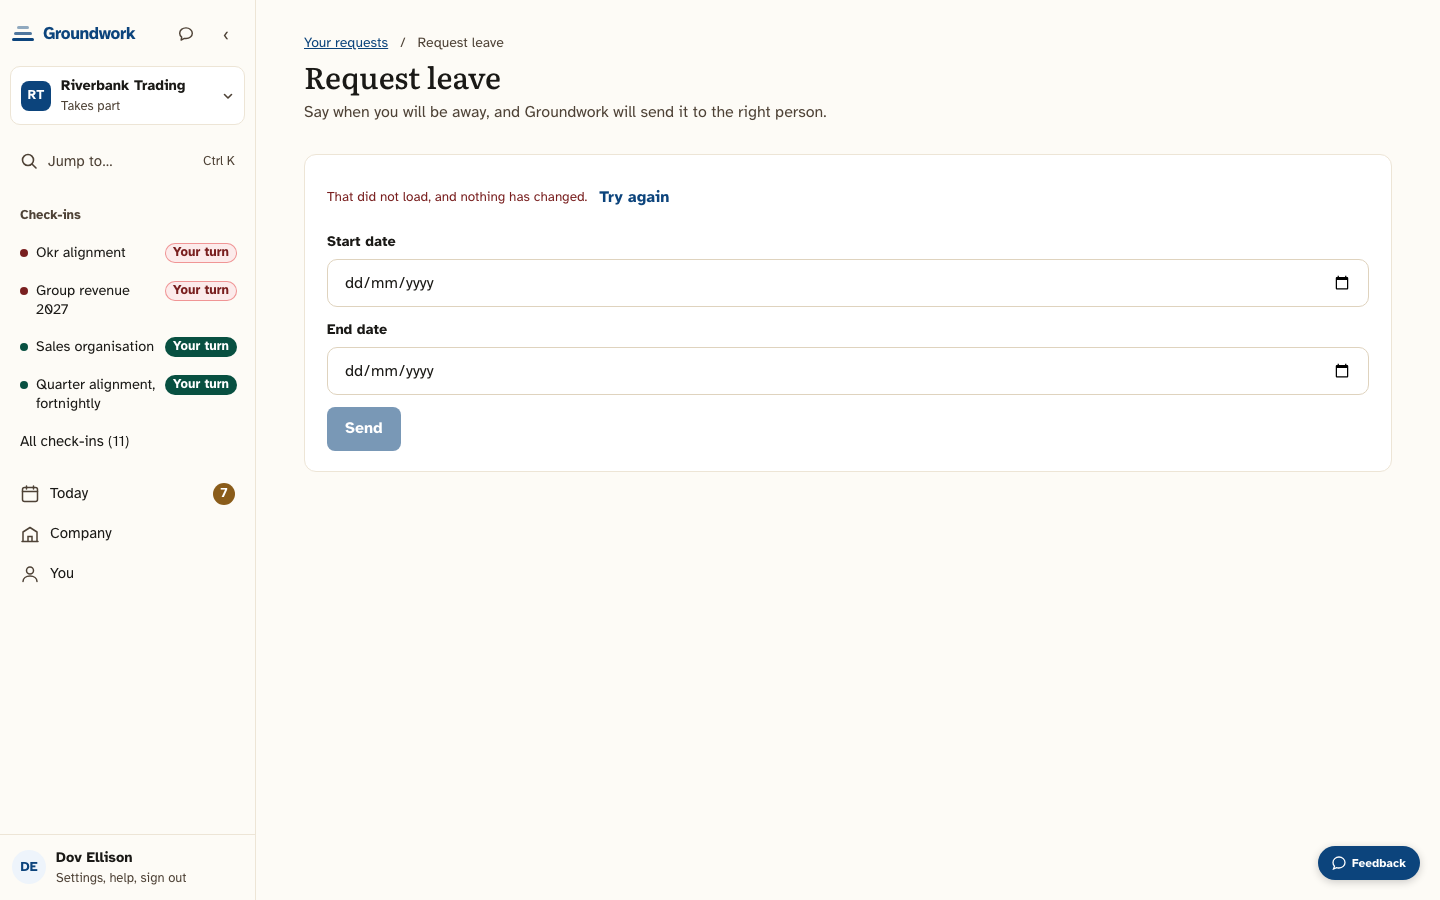 Groundwork
RT
Riverbank Trading
Takes part
Jump to...
Ctrl K
Check-ins
Okr alignment
Your turn
Group revenue 2027
Your turn
Sales organisation
Your turn
Quarter alignment, fortnightly
Your turn
All check-ins (11)
Today
7
Company
You
DE
Dov Ellison
Settings, help, sign out
Your requests / Request leave
Request leave
Say when you will be away, and Groundwork will send it to the right person.
That did not load, and nothing has changed. Try again
Start date
dd/mm/yyyy
End date
dd/mm/yyyy
Send
Feedback